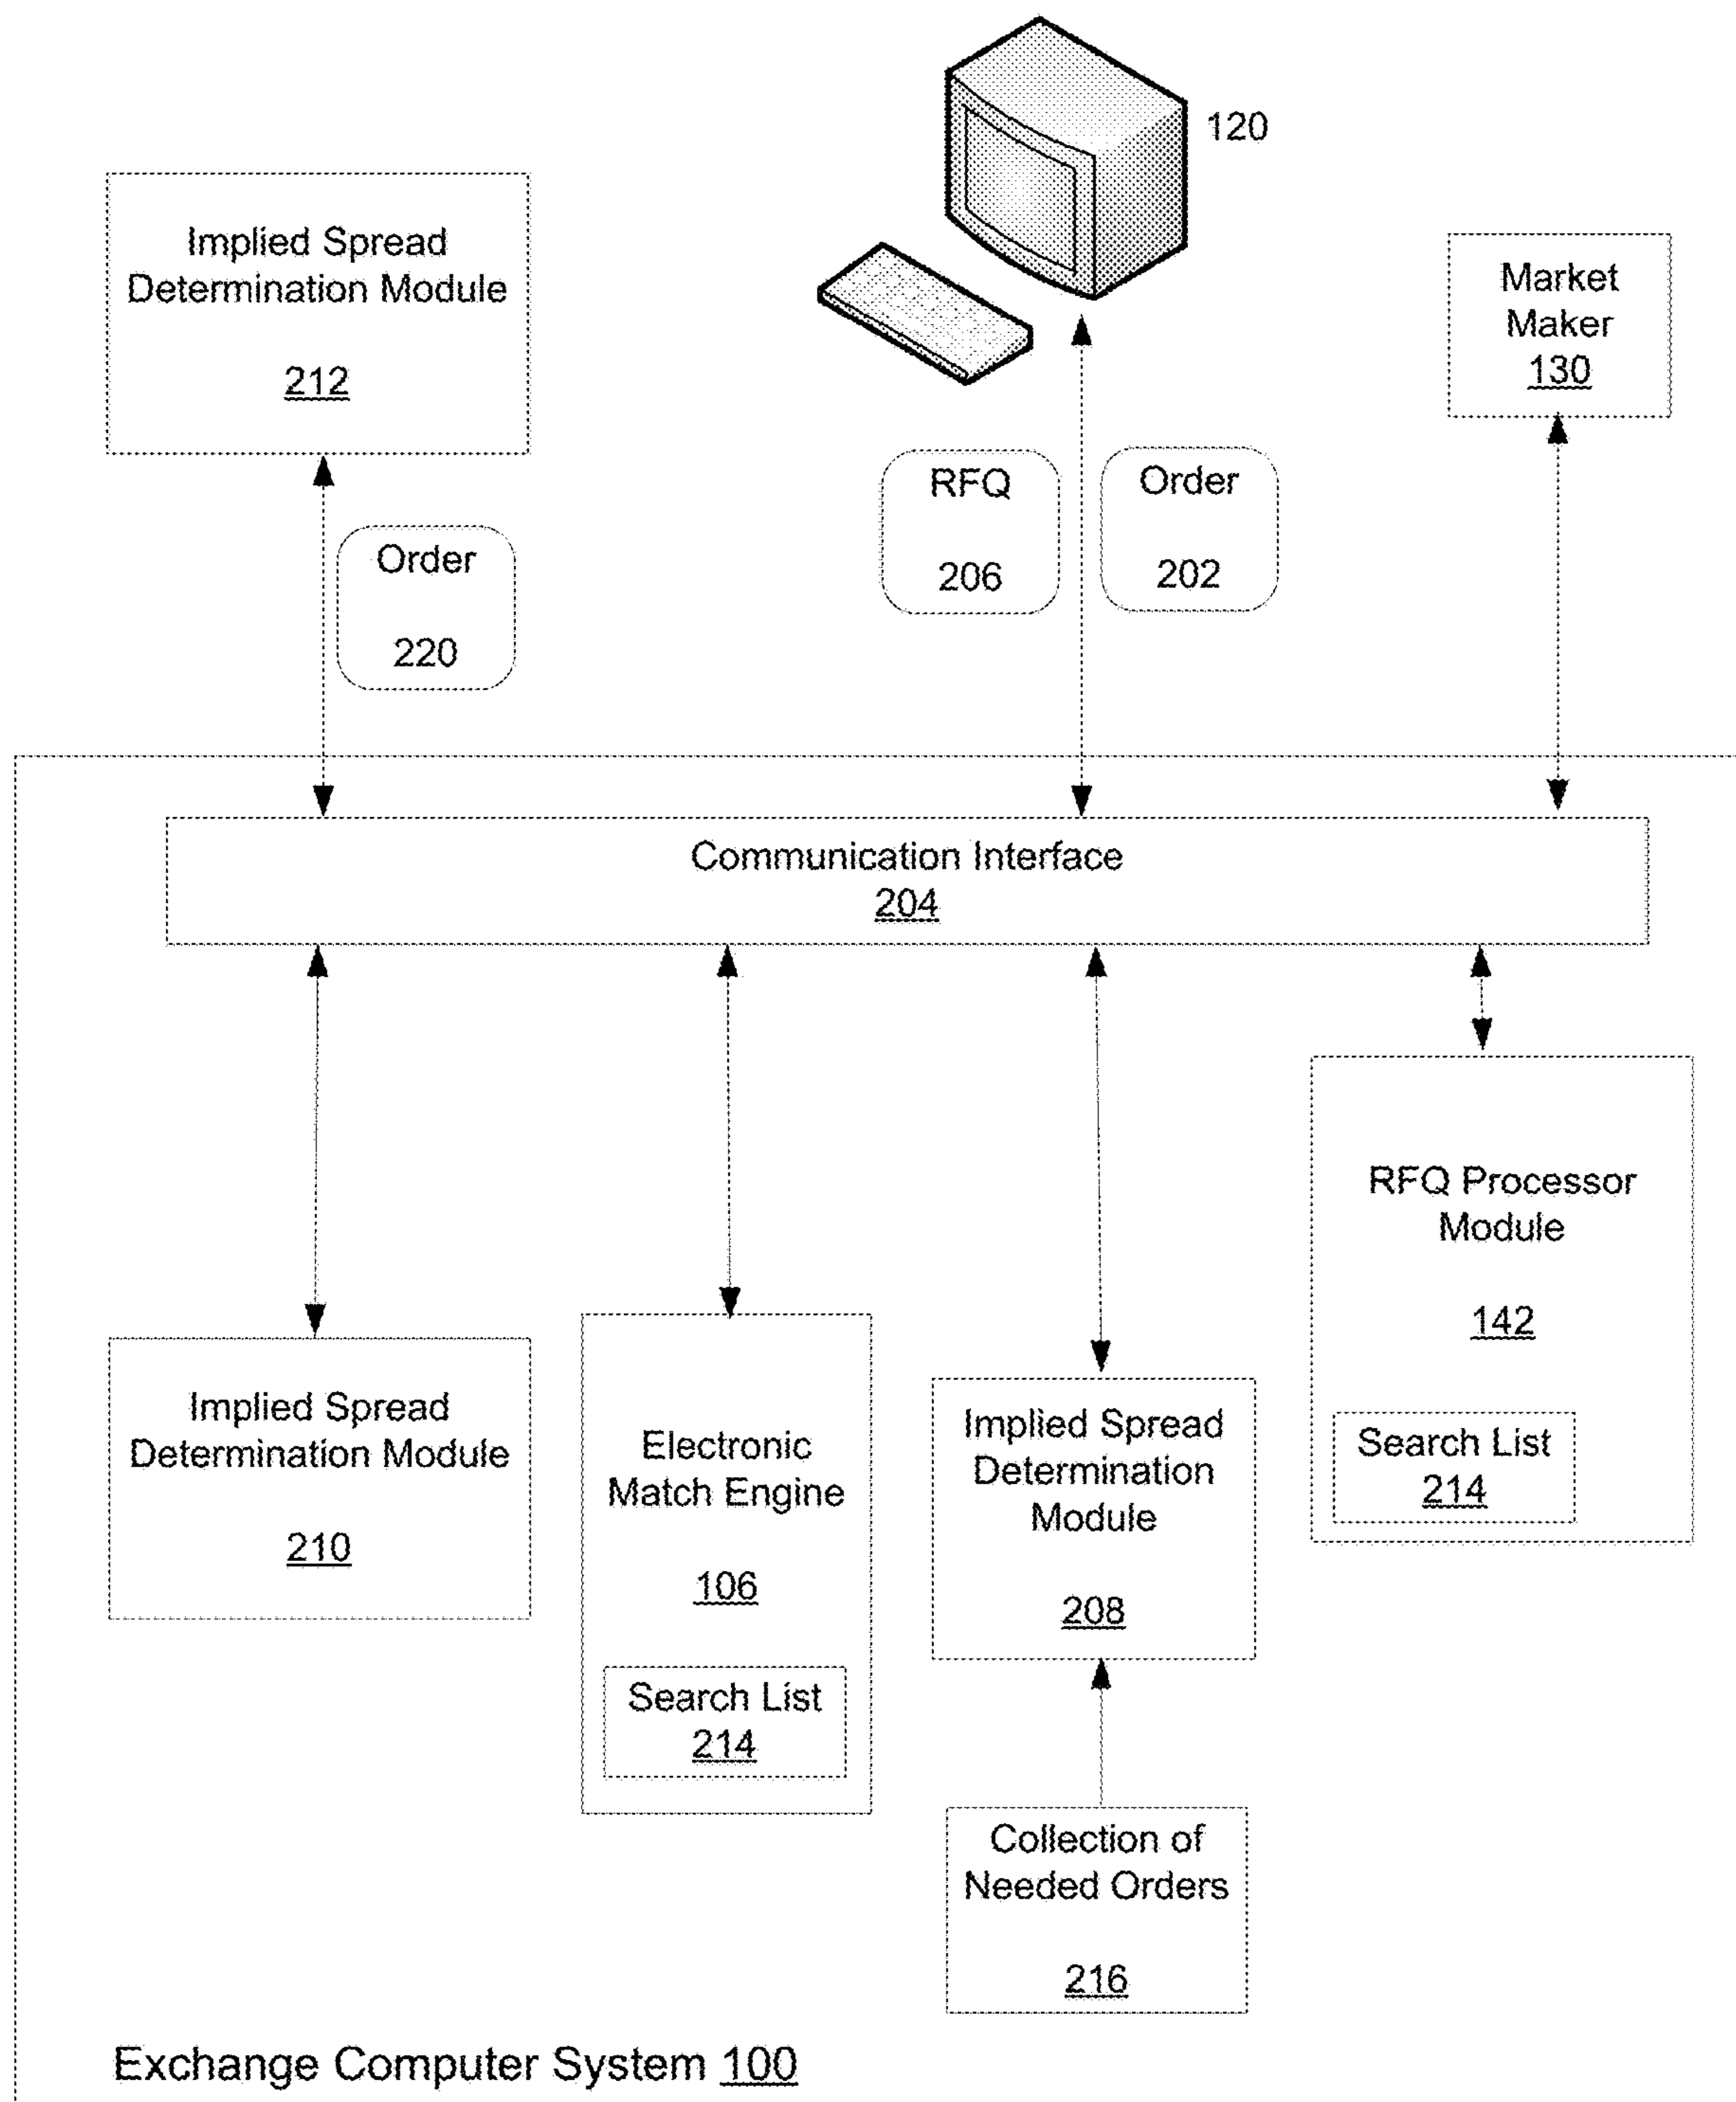 120
Implied Spread
Determination Module
212
Market
Maker
130
RFQ
206
Order
202
Order
220
Communication Interface
204
RFQ Processor
Module
142
Search List
214
Implied Spread
Determination Module
210
Electronic
Match Engine
106
Search List
214
Implied Spread
Determination
Module
208
Collection of
Needed Orders
216
Exchange Computer System 100